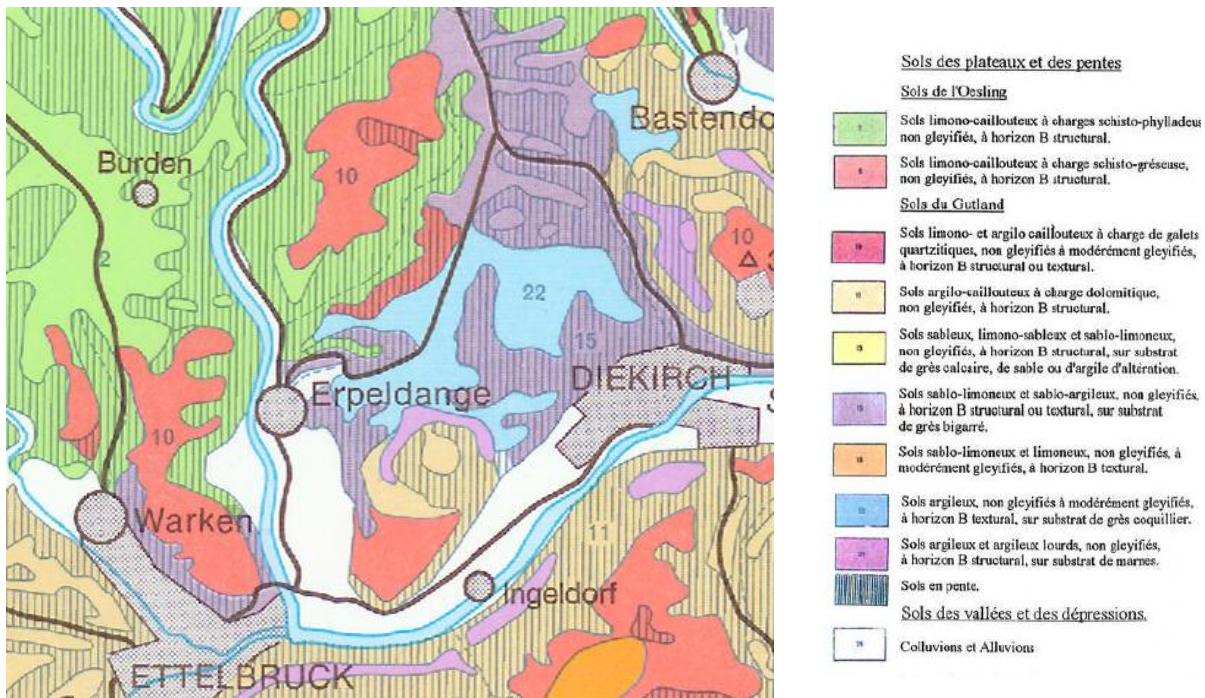 Bastendo
Burden
10
2
10
△ 3
22
15
DIEKIRCH
Erpeldange
10
Warken
11
Ingeldorf
ETTELBRUCK
Sols des plateaux et des pentes
Sols de l'Oesling
Sols limono-caillouteux à charges schisto-phylladeus
non gleyifiés, à horizon B structural.
Sols limono-caillouteux à charge schisto-gréseuse,
non gleyifiés, à horizon B structural.
Sols du Gutland
10
Sols limono- et argilo caillouteux à charge de galets
quartzitiques, non gleyifiés à modérément gleyifiés,
à horizon B structural ou textural.
11
Sols argilo-caillouteux à charge dolomitique,
non gleyifiés, à horizon B structural.
Sols sableux, limono-sableux et sablo-limoneux,
non gleyifiés, à horizon B structural, sur substrat
de grès calcaire, de sable ou d'argile d'altération.
15
Sols sablo-limoneux et sablo-argileux, non gleyifiés,
à horizon B structural ou textural, sur substrat
de grès bigarré.
Sols sablo-limoneux et limoneux, non gleyifiés, à
modérément gleyifiés, à horizon B textural.
Sols argileux, non gleyifiés à modérément gleyifiés,
à horizon B textural, sur substrat de grès coquillier.
Sols argileux et argileux lourds, non gleyifiés,
à horizon B structural, sur substrat de marnes.
Sols en pente.
Sols des vallées et des dépressions.
Colluvions et Alluvions